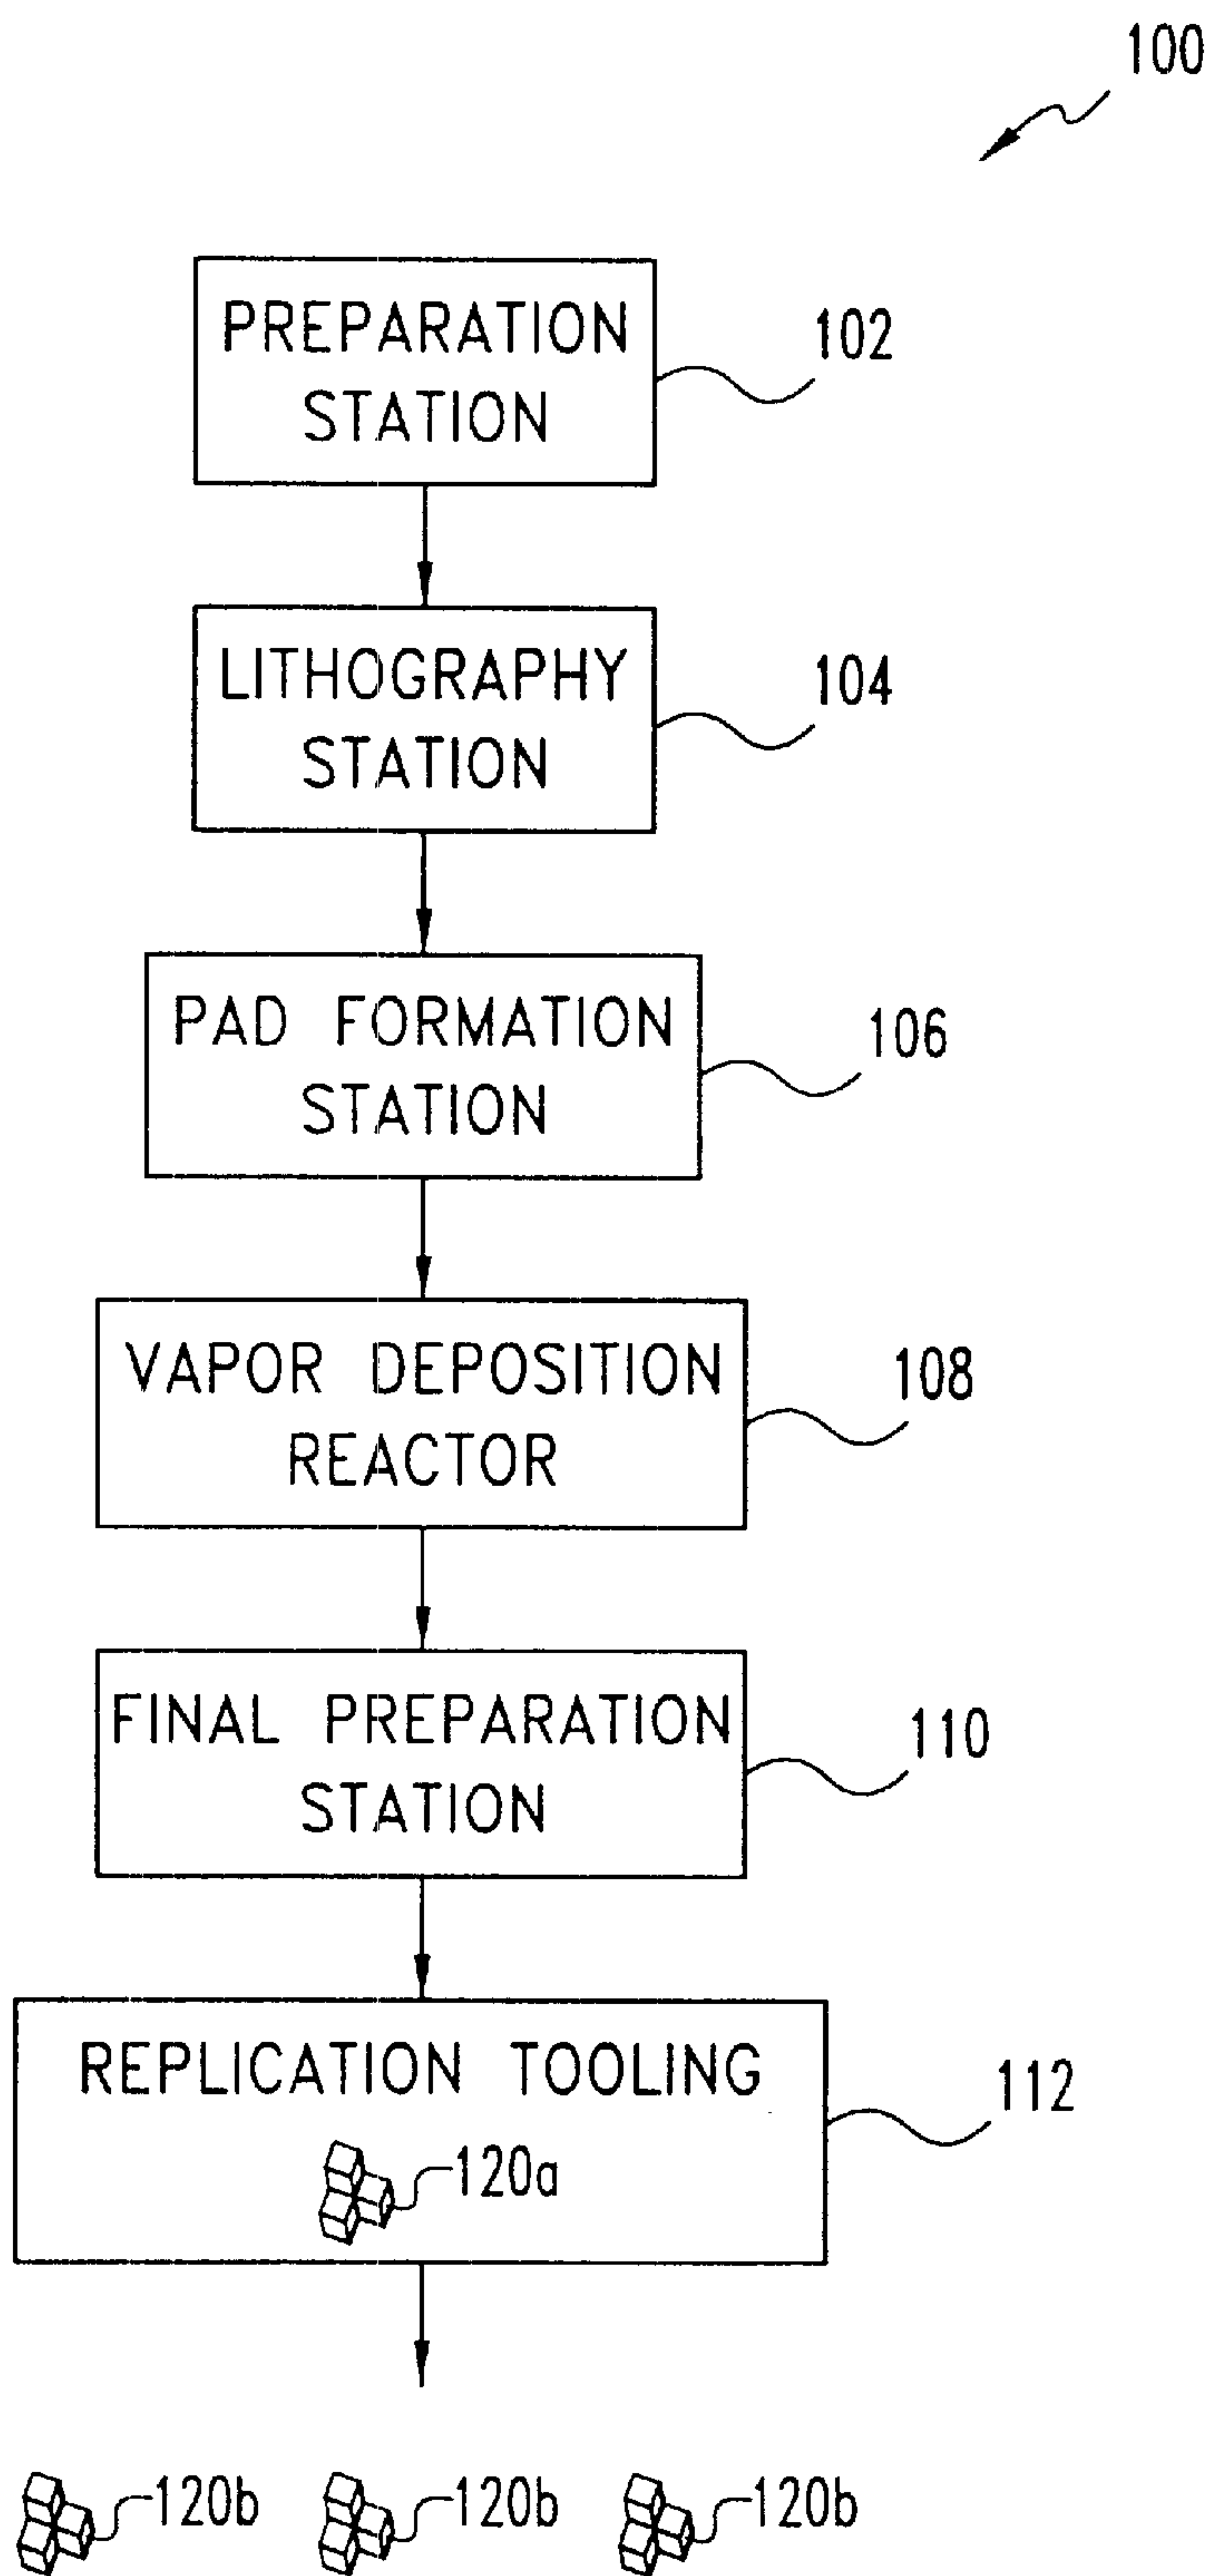 100
PREPARATION
STATION
102
LITHOGRAPHY
STATION
104
PAD FORMATION
STATION
106
VAPOR DEPOSITION
REACTOR
108
FINAL PREPARATION
STATION
110
REPLICATION TOOLING
112
120a
120b 120b 120b